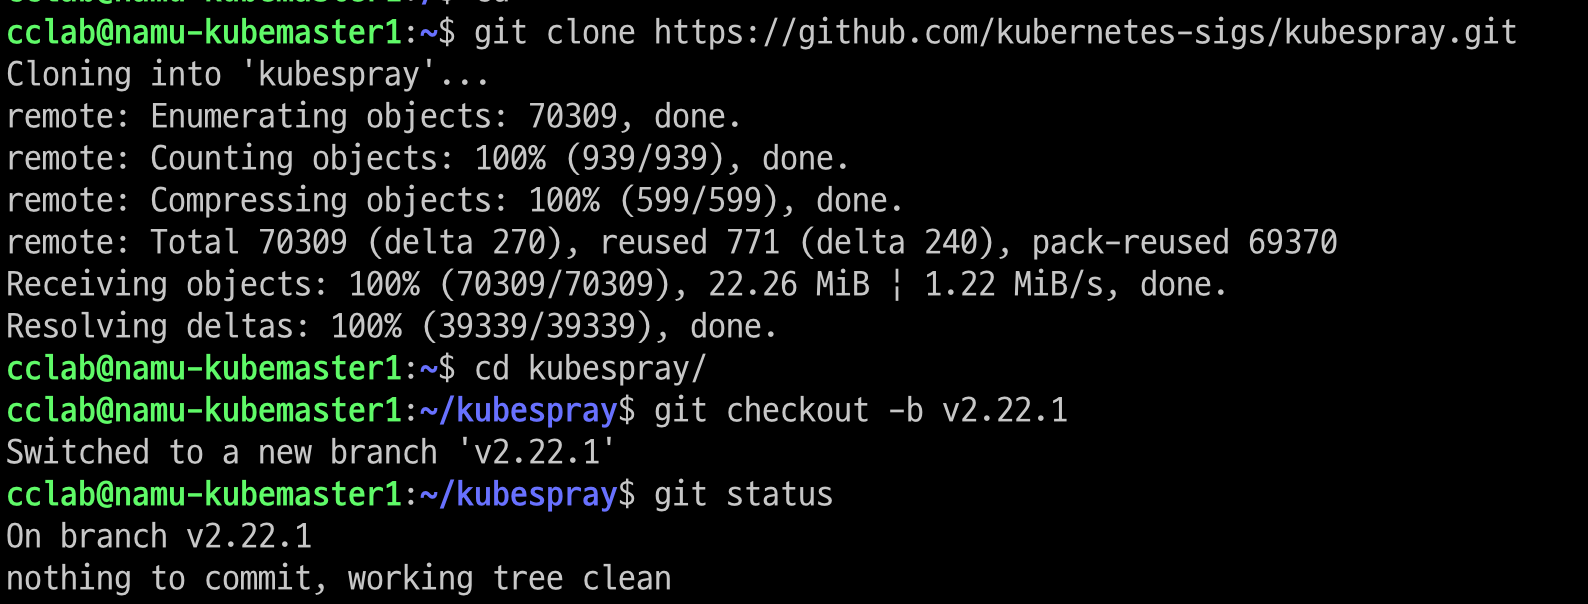 cclab@namu-kubemaster1:~$ git clone https://github.com/kubernetes-sigs/kubespray.git
Cloning into 'kubespray'...
remote: Enumerating objects: 70309, done.
remote: Counting objects: 100% (939/939), done.
remote: Compressing objects: 100% (599/599), done.
remote: Total 70309 (delta 270), reused 771 (delta 240), pack-reused 69370
Receiving objects: 100% (70309/70309), 22.26 MiB ¦ 1.22 MiB/s, done.
Resolving deltas: 100% (39339/39339), done.
cclab@namu-kubemaster1:~$ cd kubespray/
cclab@namu-kubemaster1:~/kubespray$ git checkout -b v2.22.1
Switched to a new branch 'v2.22.1'
cclab@namu-kubemaster1:~/kubespray$ git status
On branch v2.22.1
nothing to commit, working tree clean